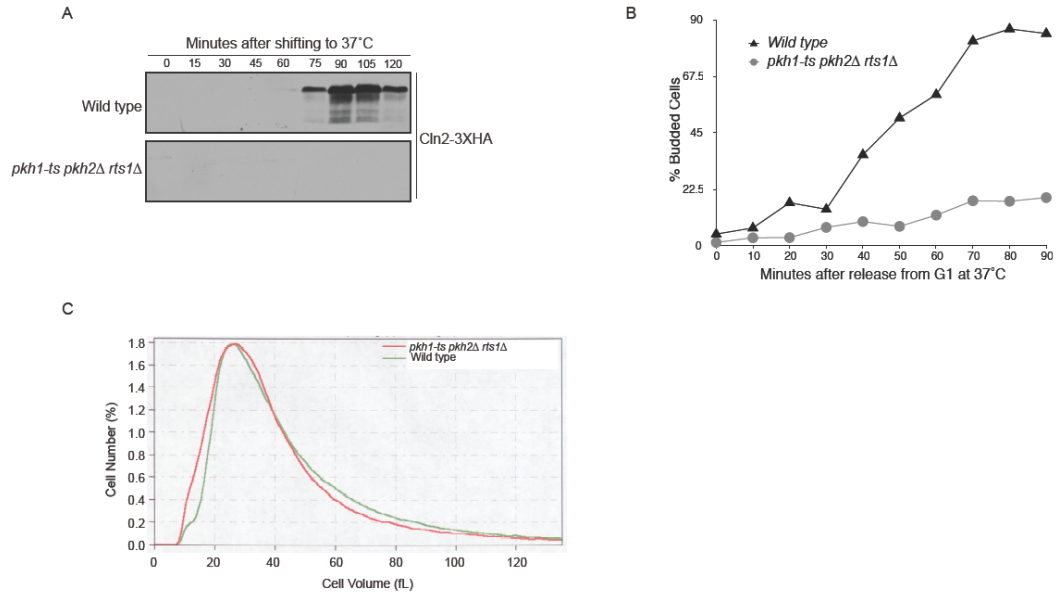 A
Minutes after shifting to 37˚C
0 15 30 45 60 75 90 105 120
Wild type
pkh1-ts pkh2Δ rts1Δ
Cln2-3XHA
B
90
67.5
45
22.5
0
% Budded Cells
Wild type
pkh1-ts pkh2Δ rts1Δ
0 10 20 30 40 50 60 70 80 90
Minutes after release from G1 at 37˚C
C
1.8
1.6
1.4
1.2
1.0
0.8
0.6
0.4
0.2
0.0
Cell Number (%)
pkh1-ts pkh2Δ rts1Δ
Wild type
0 20 40 60 80 100 120
Cell Volume (fL)